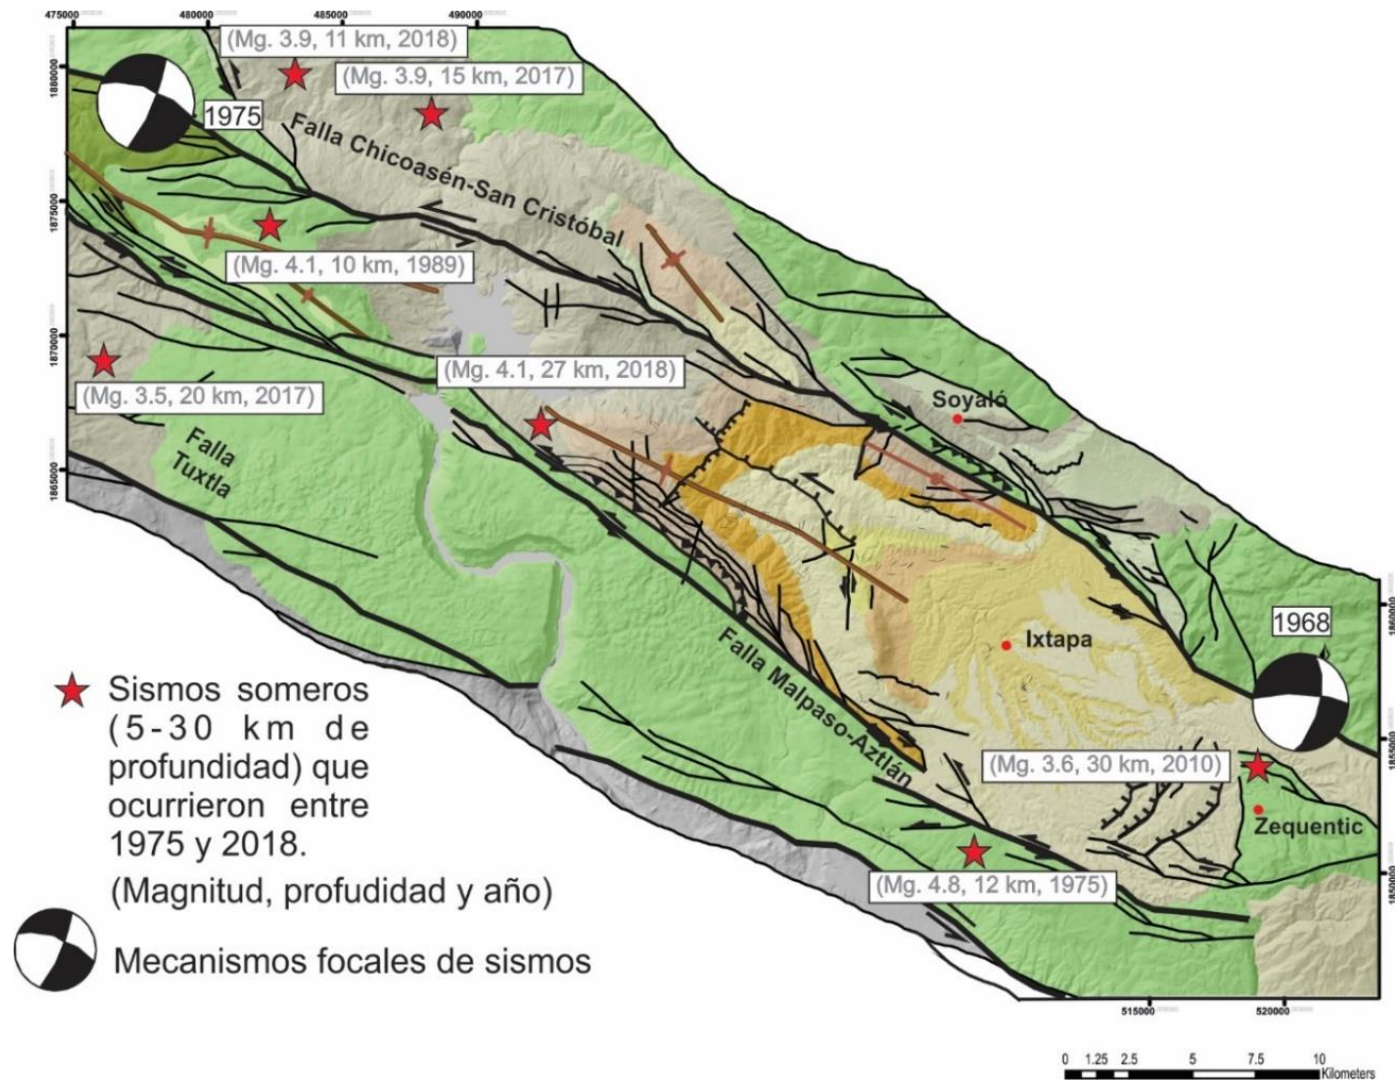 475000
480000
485000
490000
(Mg. 3.9, 11 km, 2018)
(Mg. 3.9, 15 km, 2017)
1880000
1975
Falla Chicoasén-San Cristóbal
1875000
(Mg. 4.1, 10 km, 1989)
1870000
(Mg. 4.1, 27 km, 2018)
(Mg. 3.5, 20 km, 2017)
Soyaló
Falla
Tuxtla
1865000
1860000
1968
Ixtapa
Falla Malpaso-Aztlán
Sismos someros
(5-30 km de
profundidad) que
ocurrieron entre
1975 y 2018.
(Magnitud, profudidad y año)
1855000
(Mg. 3.6, 30 km, 2010)
Zequentic
1850000
(Mg. 4.8, 12 km, 1975)
Mecanismos focales de sismos
515000
520000
0 1.25 2.5 5 7.5 10
Kilometers